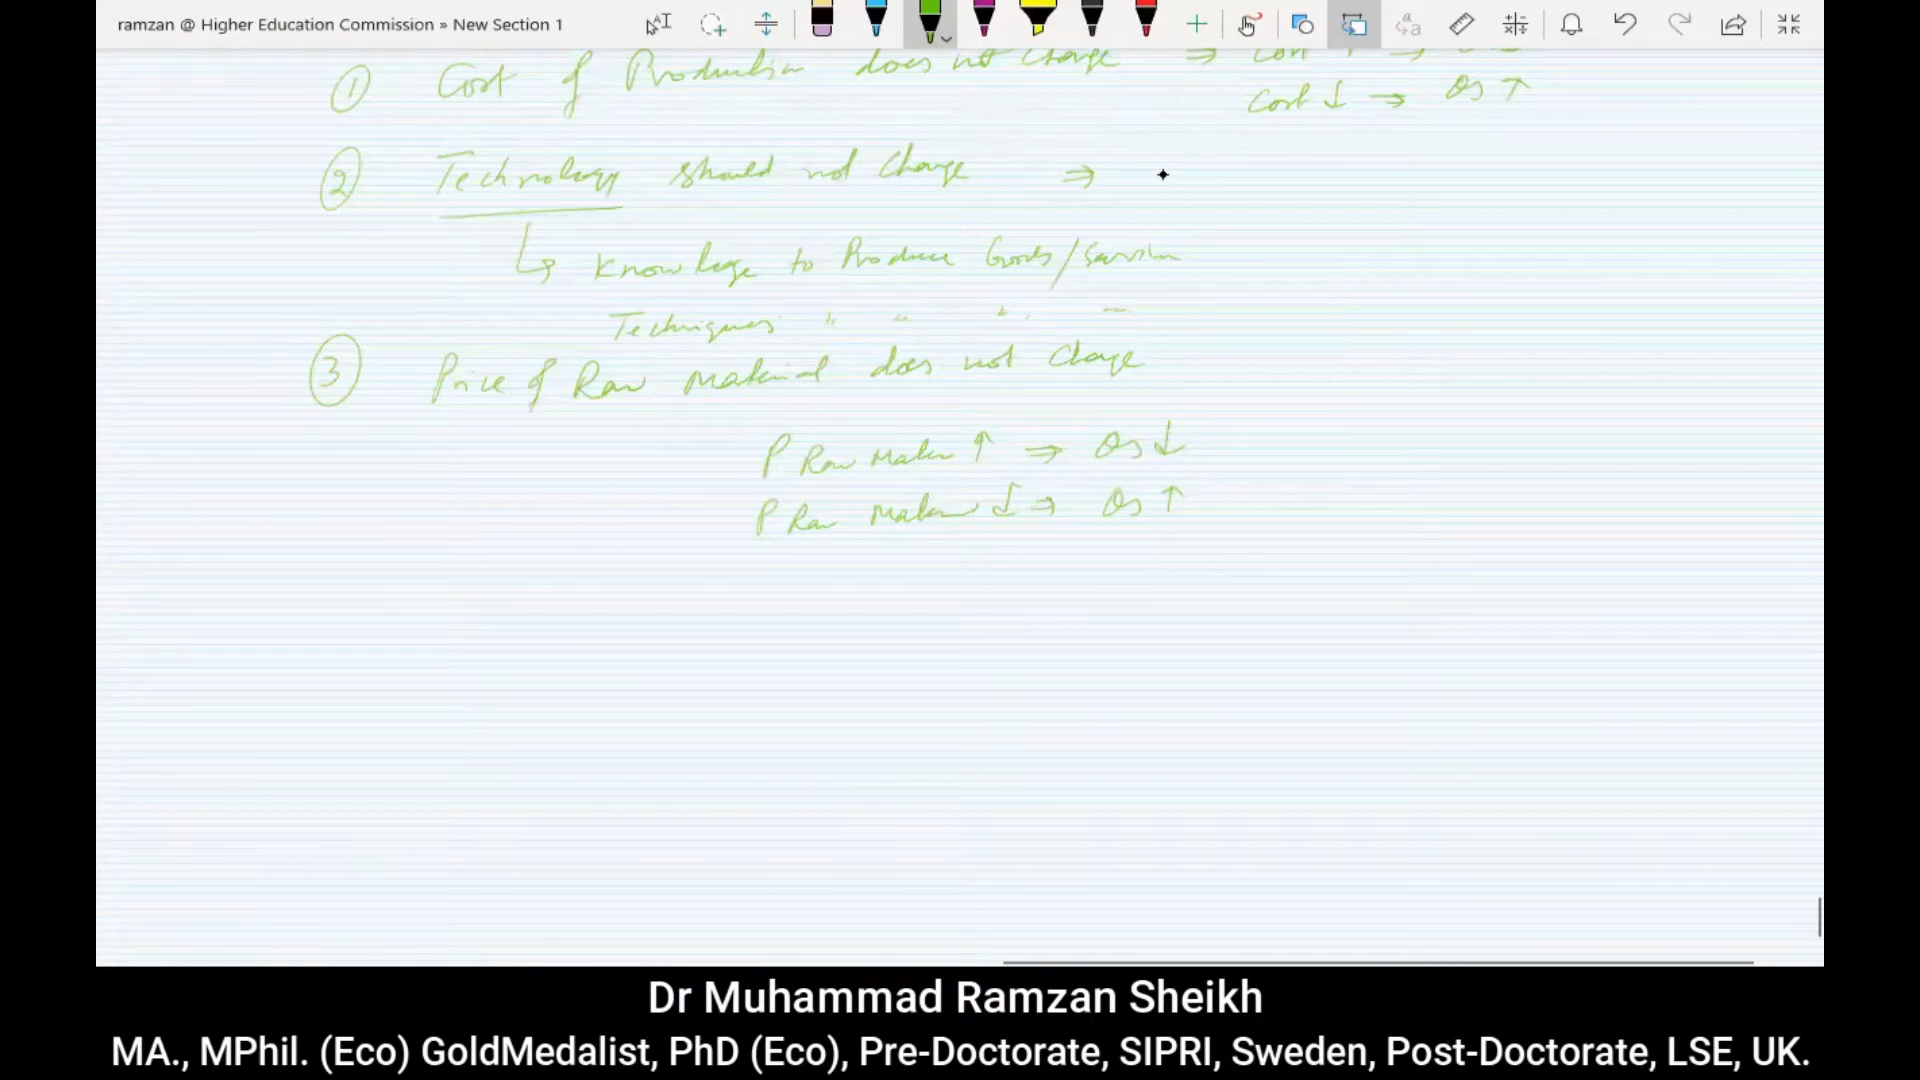 ramzan @ Higher Education Commission » New Section 1
① Cost of Production does not change ⇒ Cost ↑ →
Cost ↓ → Qs ↑
② Technology should not change ⇒
↳ Knowledge to Produce Goods/Services
Techniques " " " "
③ Price of Raw Material does not change
P Raw Mater ↑ ⇒ Qs ↓
P Raw Mater ↓ ⇒ Qs ↑
Dr Muhammad Ramzan Sheikh
MA., MPhil. (Eco) GoldMedalist, PhD (Eco), Pre-Doctorate, SIPRI, Sweden, Post-Doctorate, LSE, UK.